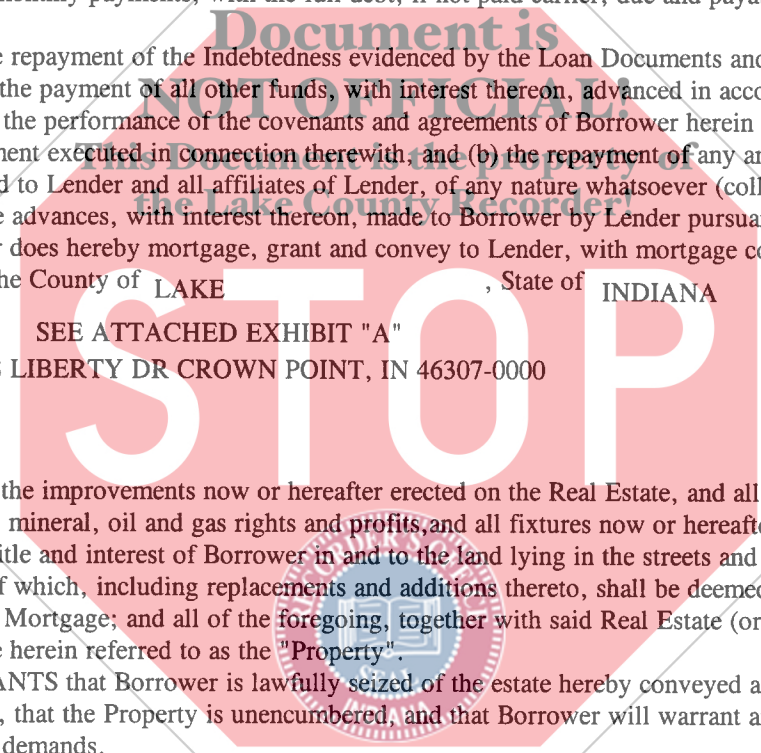 onthly payments, with the full debt, if not paid earlier, due and paya
Document is
e repayment of the Indebtedness evidenced by the Loan Documents and
the payment of all other funds, with interest thereon, advanced in acco
NOT OFFICIAL!
the performance of the covenants and agreements of Borrower herein
ment executed in connection therewith; and (b) the repayment of any an
This Document is the property of
d to Lender and all affiliates of Lender, of any nature whatsoever (coll
the Lake County Recorder!
e advances, with interest thereon, made to Borrower by Lender pursuan
r does hereby mortgage, grant and convey to Lender, with mortgage co
he County of LAKE , State of INDIANA
STOP
SEE ATTACHED EXHIBIT "A"
LIBERTY DR CROWN POINT, IN 46307-0000
the improvements now or hereafter erected on the Real Estate, and all
mineral, oil and gas rights and profits,and all fixtures now or hereafte
itle and interest of Borrower in and to the land lying in the streets and
f which, including replacements and additions thereto, shall be deemed
Mortgage; and all of the foregoing, together with said Real Estate (or
e herein referred to as the "Property".
ANTS that Borrower is lawfully seized of the estate hereby conveyed a
, that the Property is unencumbered, and that Borrower will warrant a
demands.
SEAL
INDIANA